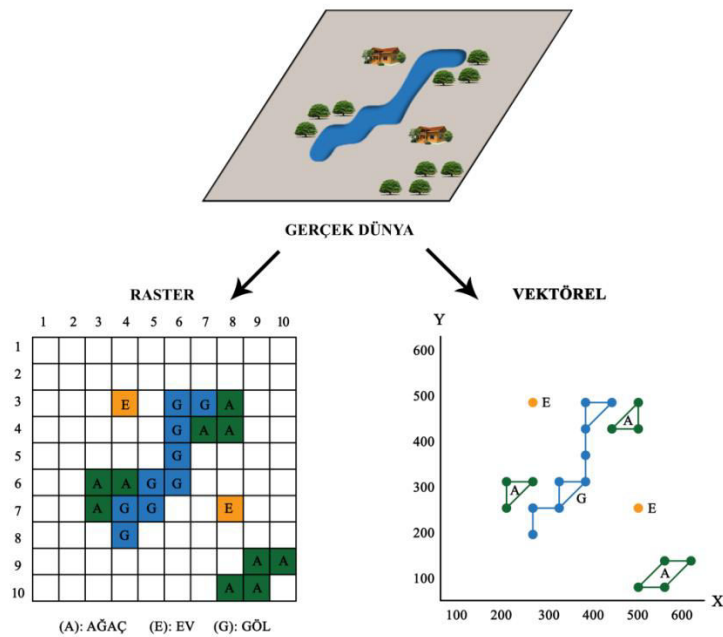 GERÇEK DÜNYA
RASTER
1 2 3 4 5 6 7 8 9 10
1
2
3 E G G A
4 G A A
5 G
6 A A G G
7 A G G E
8 G
9 A A
10 A A
(A): AĞAÇ (E): EV (G): GÖL
VEKTÖREL
Y
600
500 E
400 A
300 A G
200 E
100 A
X
100 200 300 400 500 600